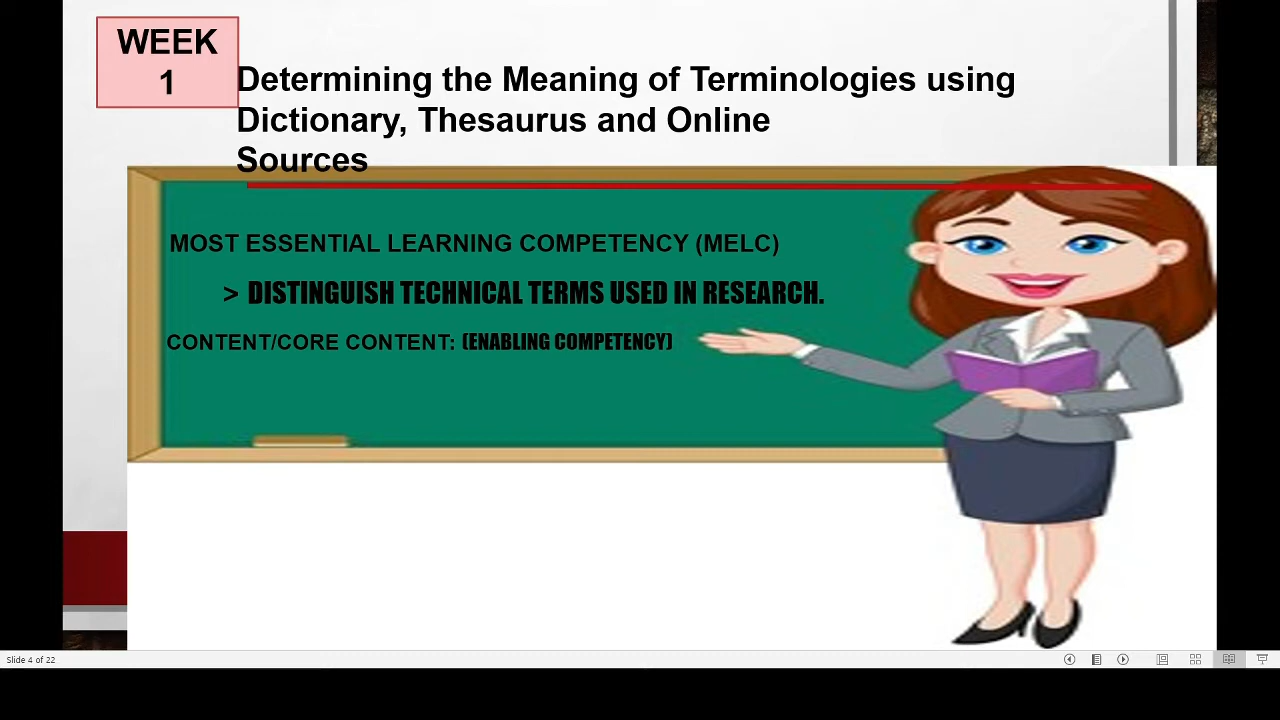 WEEK
1
Determining the Meaning of Terminologies using
Dictionary, Thesaurus and Online
Sources
MOST ESSENTIAL LEARNING COMPETENCY (MELC)
> DISTINGUISH TECHNICAL TERMS USED IN RESEARCH.
CONTENT/CORE CONTENT: (ENABLING COMPETENCY)
Slide 4 of 22